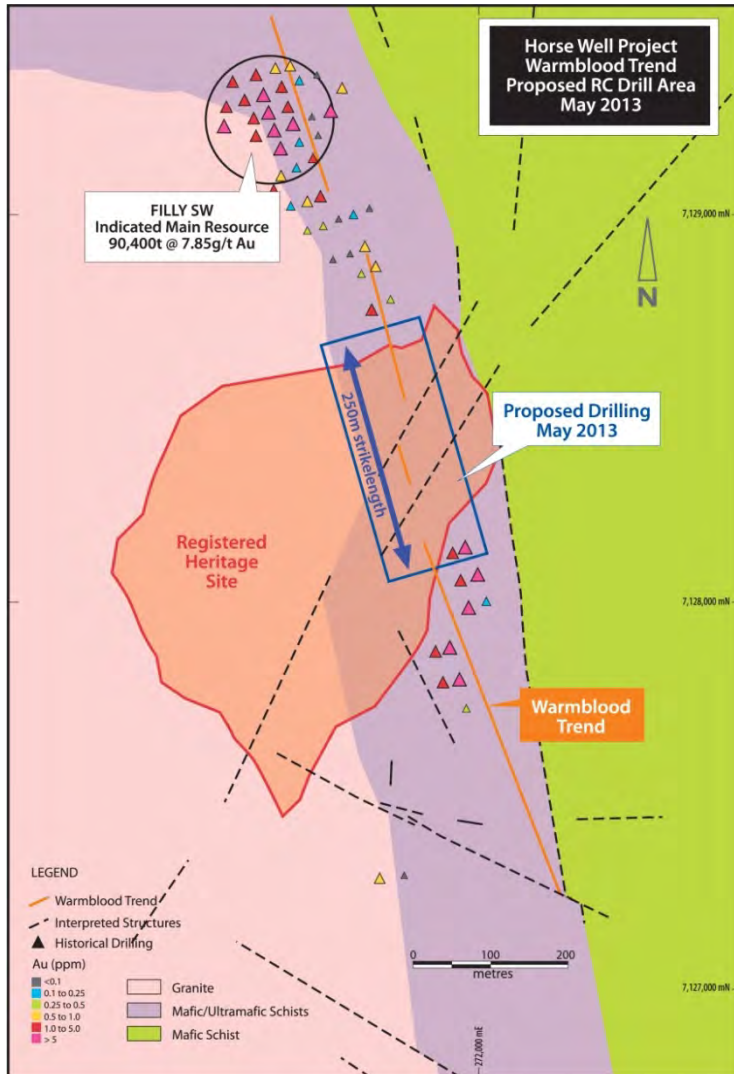 Horse Well Project
Warmblood Trend
Proposed RC Drill Area
May 2013
FILLY SW
Indicated Main Resource
90,400t @ 7.85g/t Au
7,129,000 mN
N
250m strikelength
Proposed Drilling
May 2013
Registered
Heritage
Site
7,128,000 mN
Warmblood
Trend
LEGEND
Warmblood Trend
Interpreted Structures
Historical Drilling
Au (ppm)
<0.1
0.1 to 0.25
0.25 to 0.5
0.5 to 1.0
1.0 to 5.0
> 5
Granite
Mafic/Ultramafic Schists
Mafic Schist
0 100 200
metres
7,127,000 mN
272,000 mE